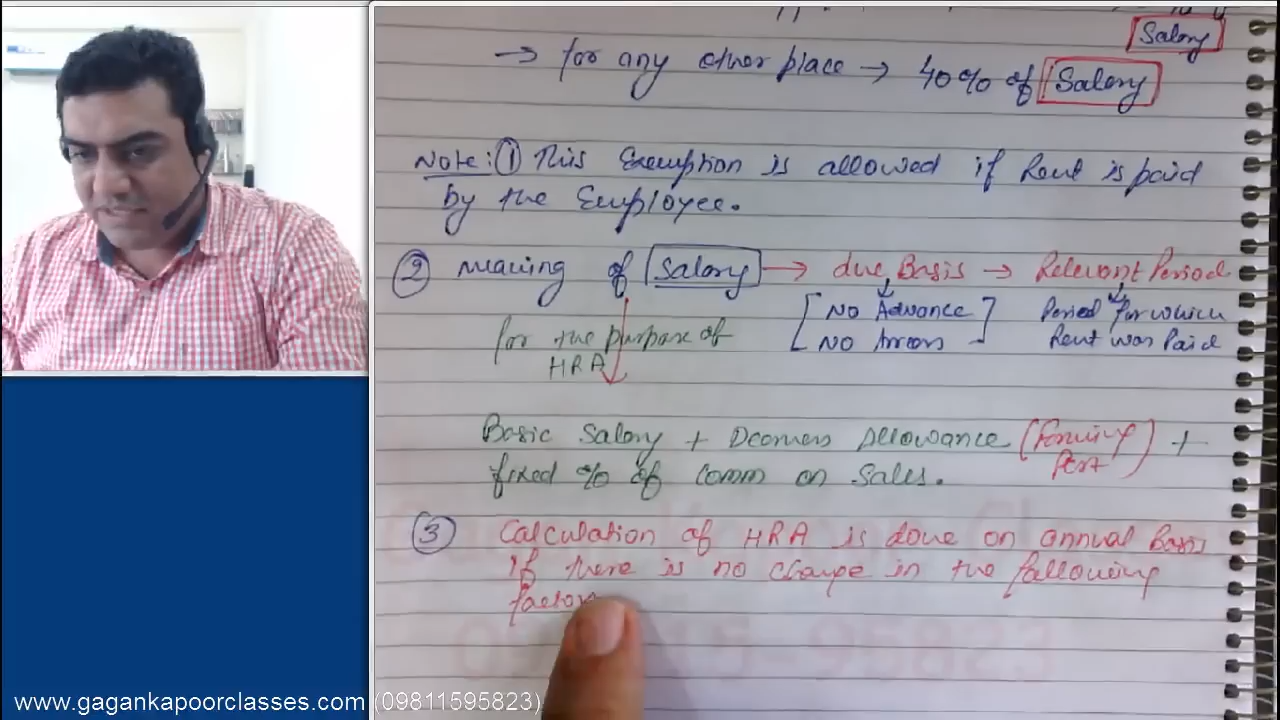 Salary
→ for any other place → 40% of Salary
Note: ① This Exemption is allowed if Rent is paid
by the Employee.
② Meaning of Salary → due Basis → Relevent Period
for the purpose of HRA
[No Advance
No Arrears]
Period for which
Rent was Paid
Basic Salary + Dearness Allowance (Forming Part) +
fixed % of Comm on Sales.
③ Calculation of HRA is done on annual Basis
If there is no change in the following
factors
www.gagankapoorclasses.com (09811595823)